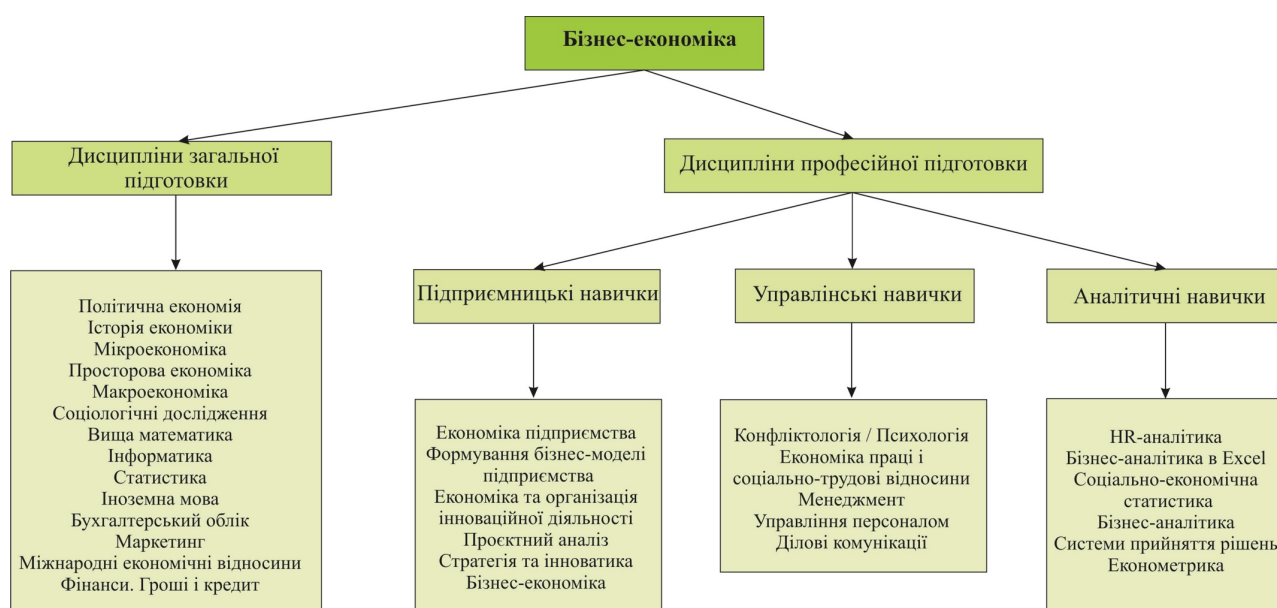 Бізнес-економіка
Дисципліни загальної
підготовки
Дисципліни професійної підготовки
Політична економія
Історія економіки
Мікроекономіка
Просторова економіка
Макроекономіка
Соціологічні дослідження
Вища математика
Інформатика
Статистика
Іноземна мова
Бухгалтерський облік
Маркетинг
Міжнародні економічні відносини
Фінанси. Гроші і кредит
Підприємницькі навички
Економіка підприємства
Формування бізнес-моделі
підприємства
Економіка та організація
інноваційної діяльності
Проєктний аналіз
Стратегія та інноватика
Бізнес-економіка
Управлінські навички
Конфліктологія / Психологія
Економіка праці і
соціально-трудові відносини
Менеджмент
Управління персоналом
Ділові комунікації
Аналітичні навички
HR-аналітика
Бізнес-аналітика в Excel
Соціально-економічна
статистика
Бізнес-аналітика
Системи прийняття рішень
Економетрика